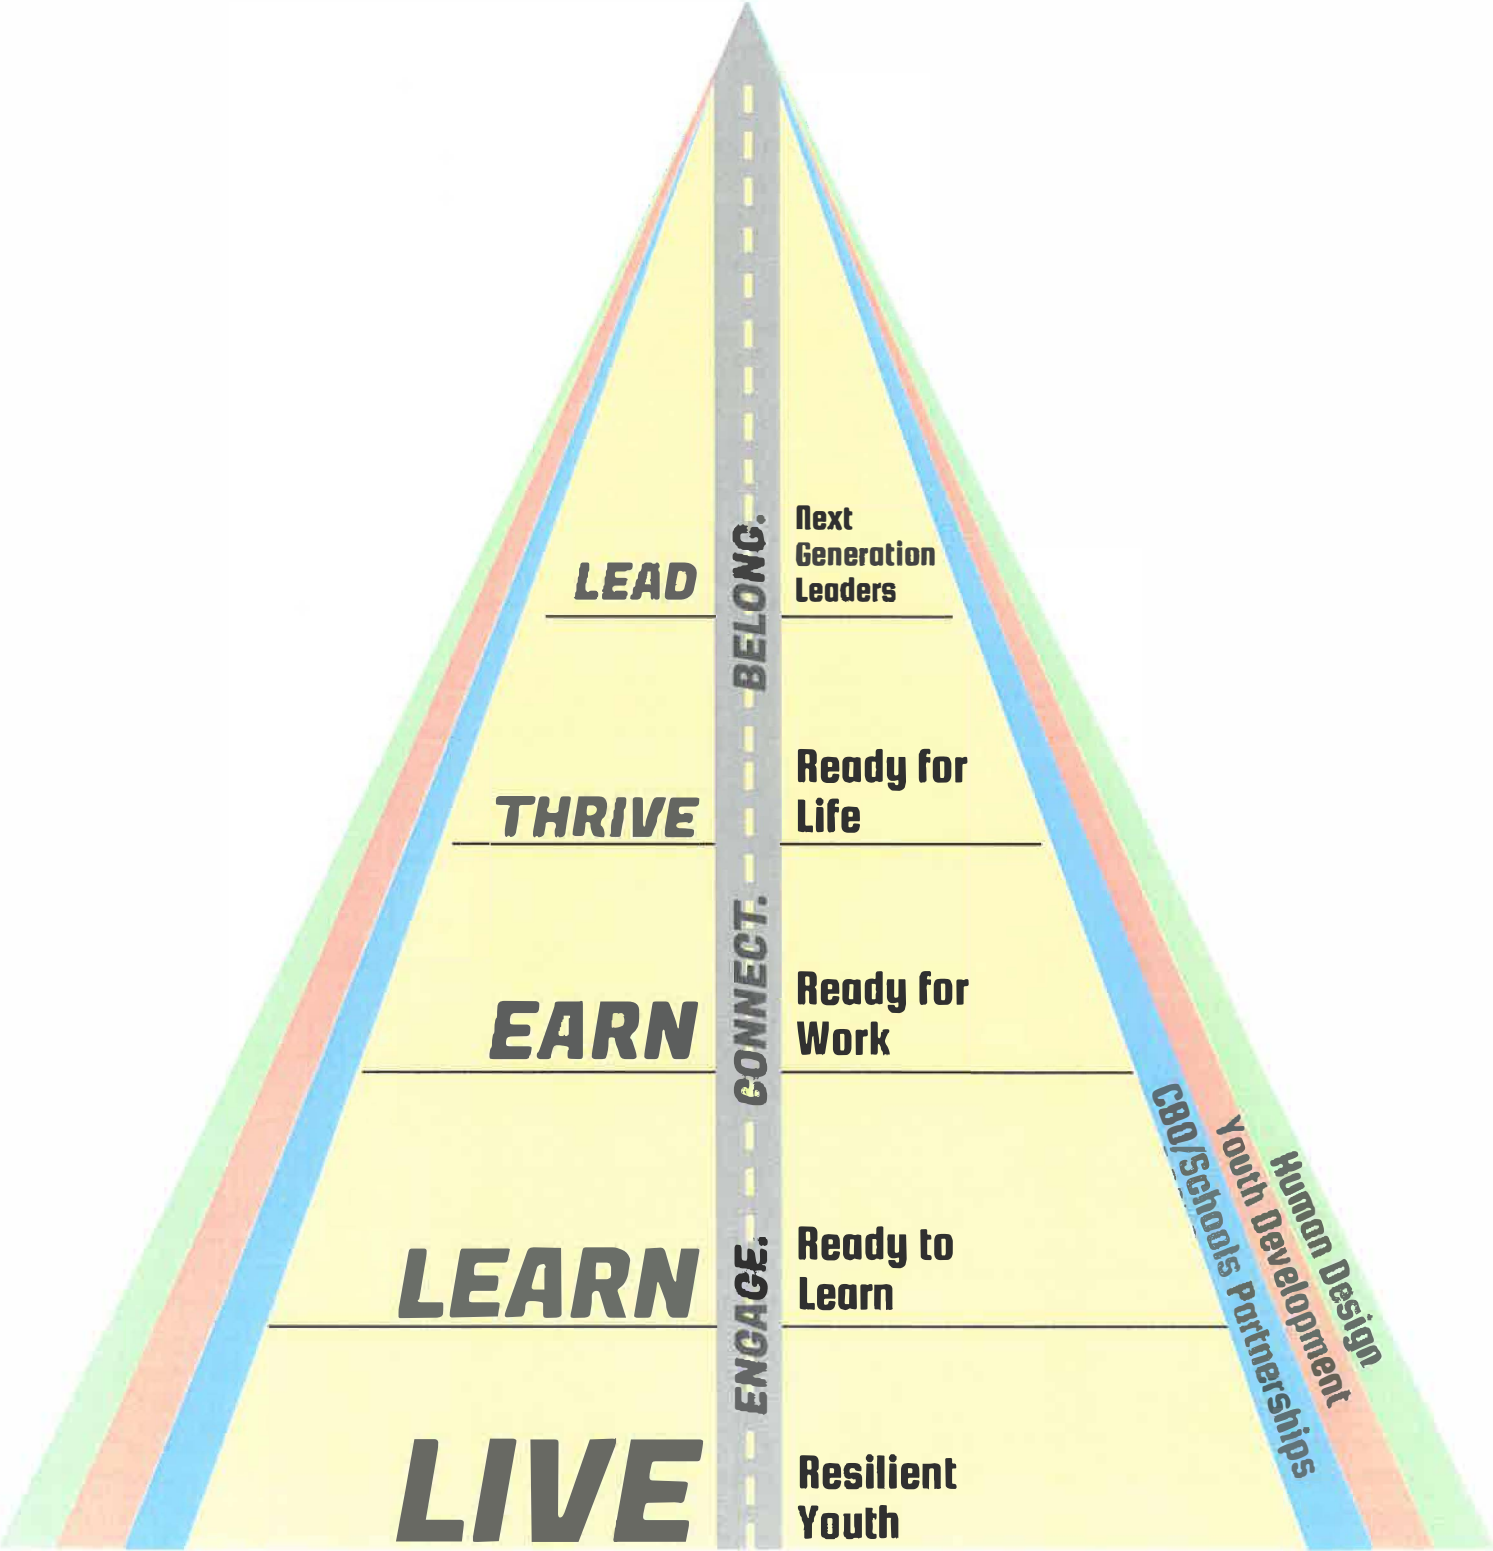 LEAD
Next
Generation
Leaders
THRIVE
Ready for
Life
EARN
Ready for
Work
LEARN
Ready to
Learn
LIVE
Resilient
Youth
BELONG.
CONNECT.
ENGAGE.
CBO/Schools Partnerships
Youth Development
Human Design